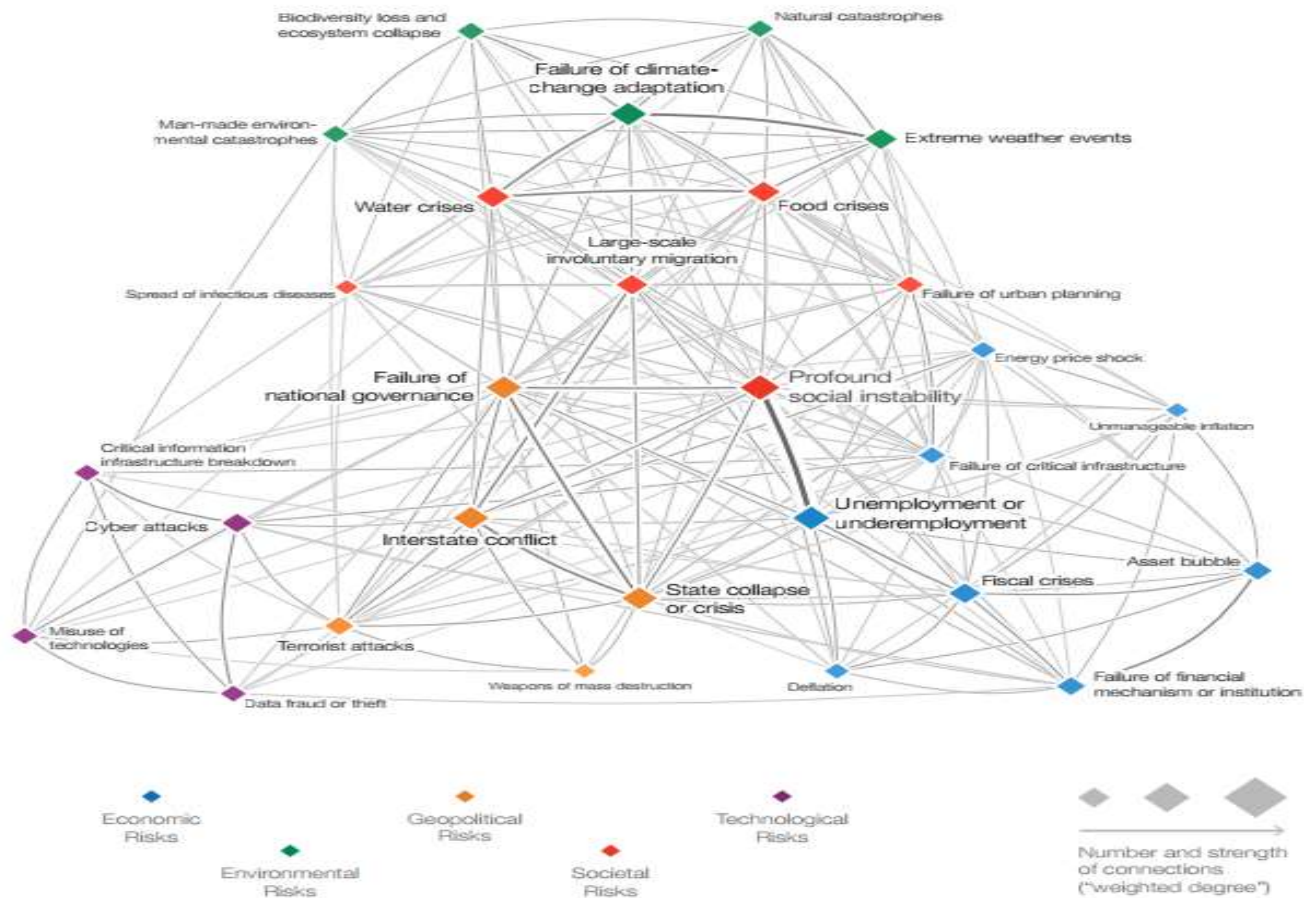 Biodiversity loss and
ecosystem collapse
Natural catastrophes
Failure of climate-
change adaptation
Man-made environ-
mental catastrophes
Extreme weather events
Water crises
Food crises
Large-scale
involuntary migration
Spread of infectious diseases
Failure of urban planning
Energy price shock
Failure of
national governance
Profound
social instability
Unmanageable inflation
Critical information
infrastructure breakdown
Failure of critical infrastructure
Cyber attacks
Interstate conflict
Unemployment or
underemployment
Asset bubble
State collapse
or crisis
Fiscal crises
Misuse of
technologies
Terrorist attacks
Weapons of mass destruction
Deflation
Failure of financial
mechanism or institution
Data fraud or theft
Economic
Risks
Geopolitical
Risks
Technological
Risks
Environmental
Risks
Societal
Risks
Number and strength
of connections
("weighted degree")